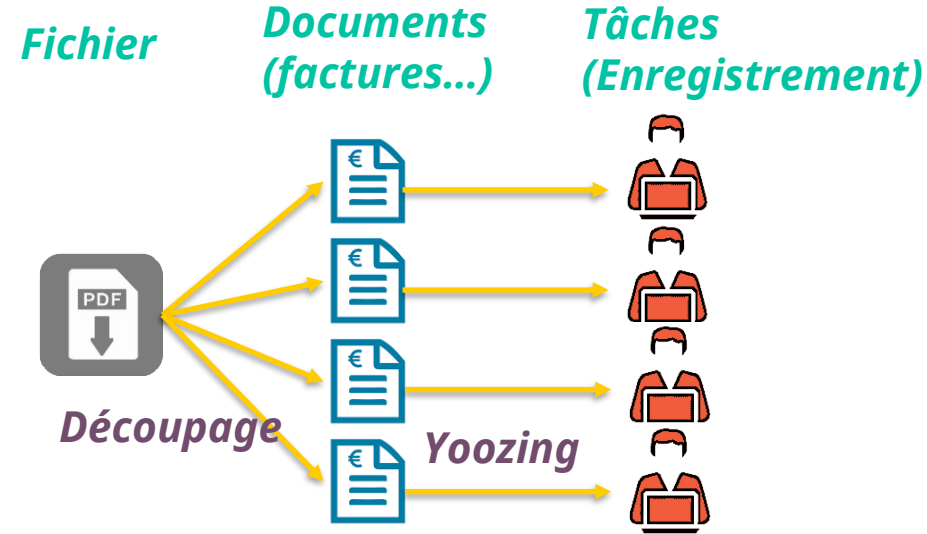 Fichier
Documents
(factures...)
Tâches
(Enregistrement)
€
€
PDF
€
Découpage
Yoozing
€